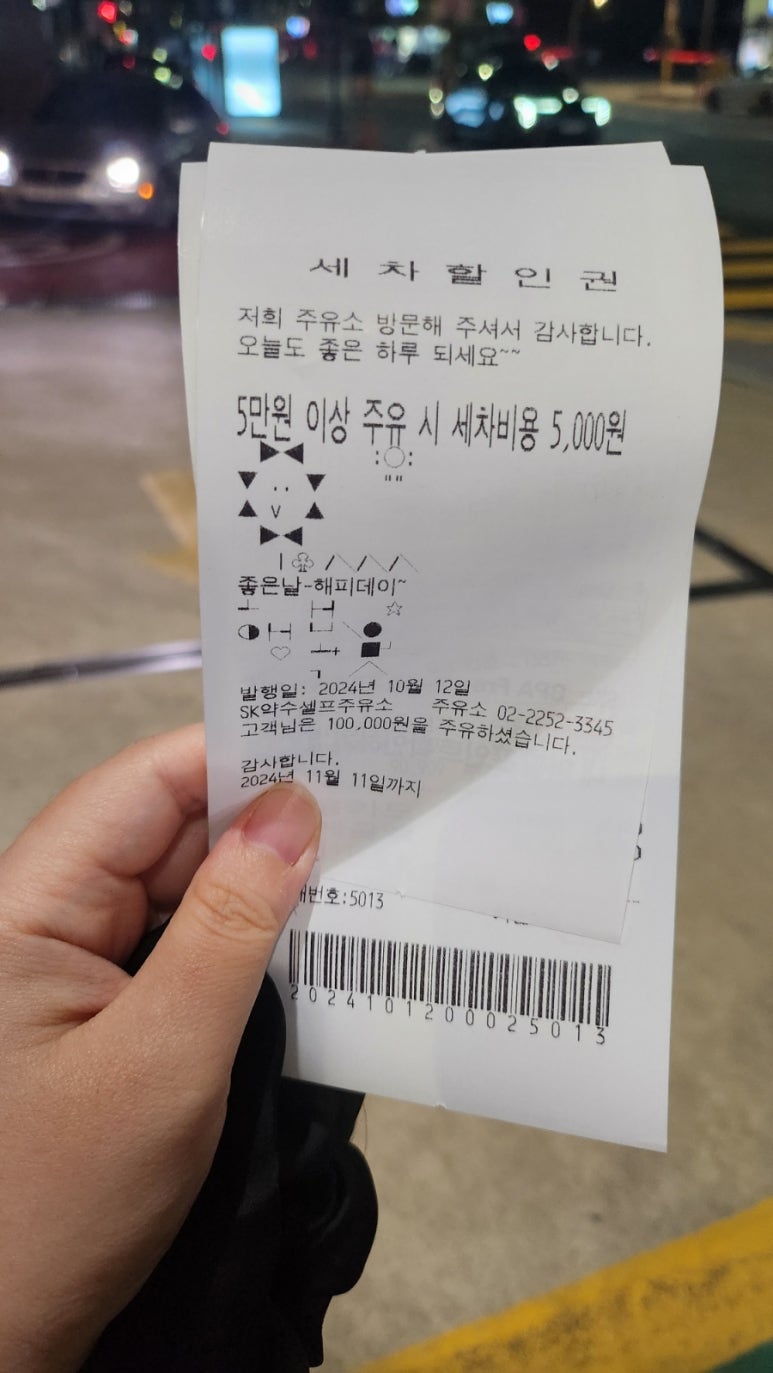 세 차 할 인 권
저희 주유소 방문해 주셔서 감사합니다.
오늘도 좋은 하루 되세요~~
5만원 이상 주유 시 세차비용 5,000원
좋은날-해피데이~
발행일: 2024년 10월 12일
SK약수셀프주유소 주유소 02-2252-3345
고객님은 100,000원을 주유하셨습니다.
감사합니다.
2024년 11월 11일까지
번호:5013
20241012000025013